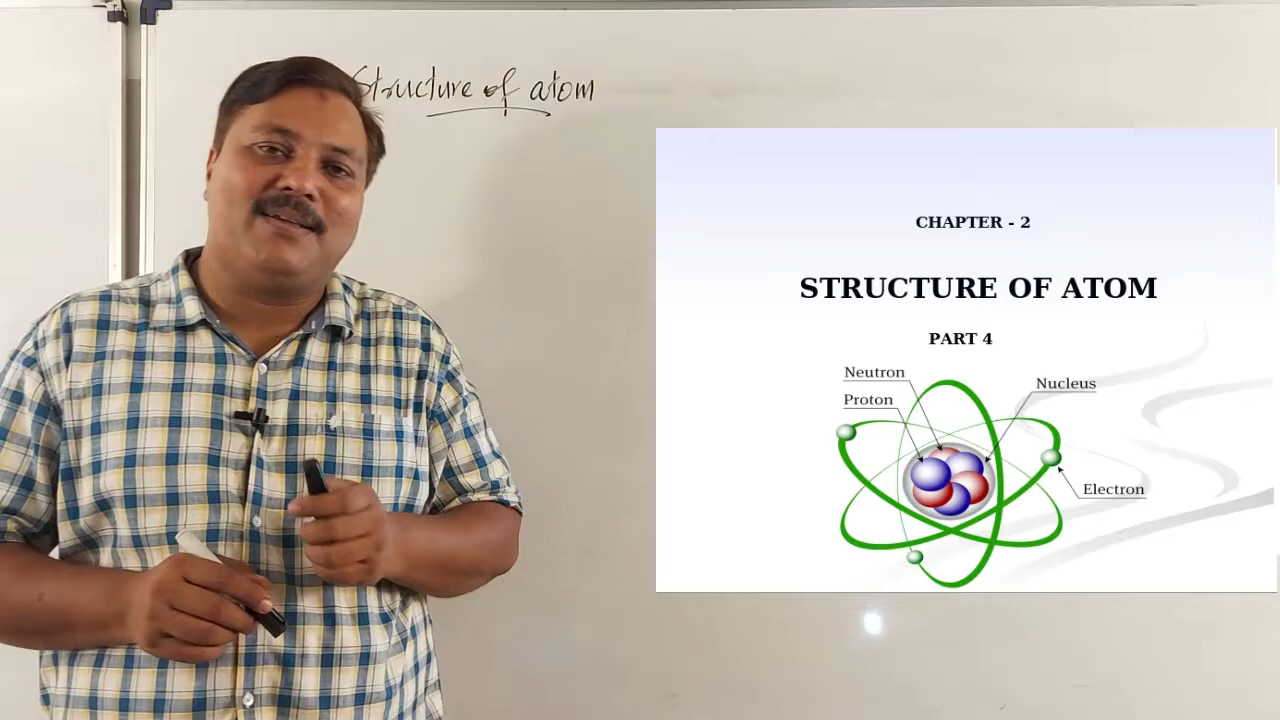 Structure of atom
CHAPTER - 2
STRUCTURE OF ATOM
PART 4
Neutron
Proton
Nucleus
Electron